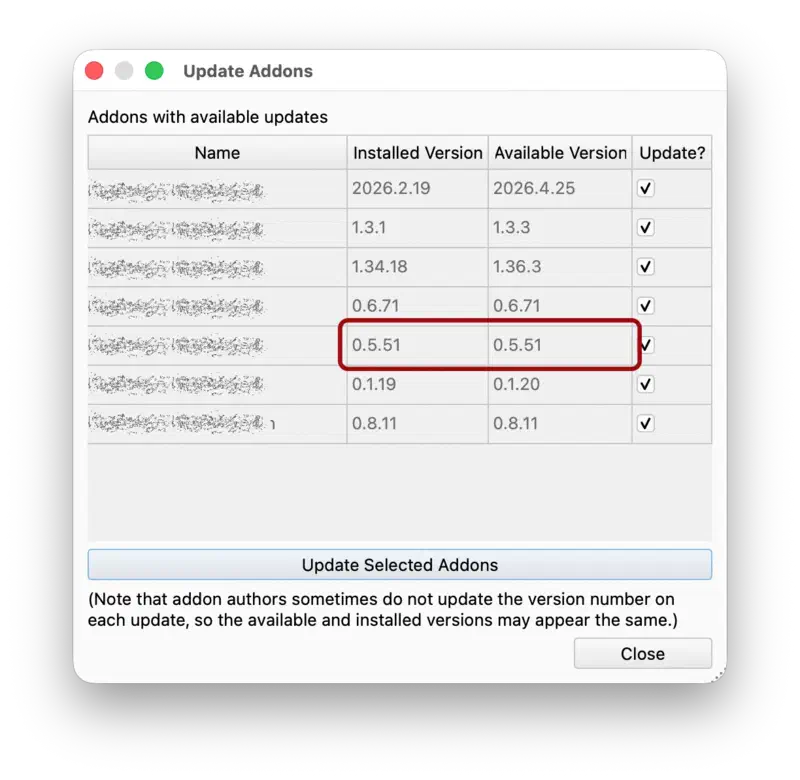 Update Addons
Addons with available updates
Name Installed Version Available Version Update?
2026.2.19 2026.4.25
1.3.1 1.3.3
1.34.18 1.36.3
0.6.71 0.6.71
0.5.51 0.5.51
0.1.19 0.1.20
0.8.11 0.8.11
Update Selected Addons
(Note that addon authors sometimes do not update the version number on
each update, so the available and installed versions may appear the same.)
Close